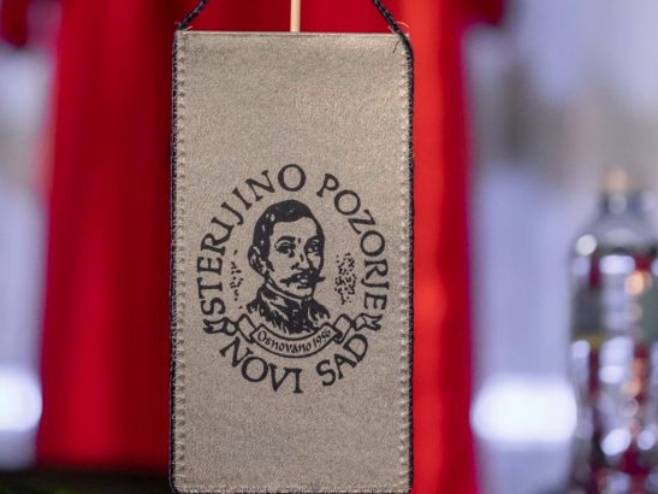 STERIJINO POZORJE
Osnovano 1956
NOVI SAD